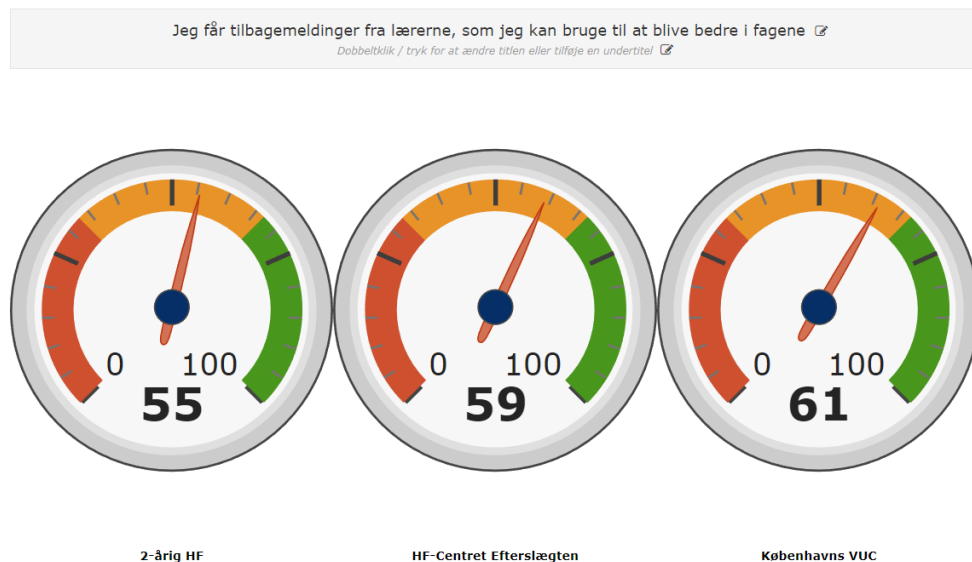 Jeg får tilbagemeldinger fra lærerne, som jeg kan bruge til at blive bedre i fagene
Dobbeltklik / tryk for at ændre titlen eller tilføje en undertitel
0 100
55
0 100
59
0 100
61
2-årig HF
HF-Centret Efterslægten
Københavns VUC